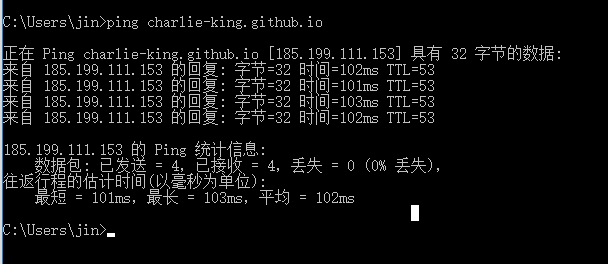 C:\Users\jin>ping charlie-king.github.io
正在 Ping charlie-king.github.io [185.199.111.153] 具有 32 字节的数据:
来自 185.199.111.153 的回复: 字节=32 时间=102ms TTL=53
来自 185.199.111.153 的回复: 字节=32 时间=101ms TTL=53
来自 185.199.111.153 的回复: 字节=32 时间=103ms TTL=53
来自 185.199.111.153 的回复: 字节=32 时间=102ms TTL=53
185.199.111.153 的 Ping 统计信息:
数据包: 已发送 = 4, 已接收 = 4, 丢失 = 0 (0% 丢失),
往返行程的估计时间(以毫秒为单位):
最短 = 101ms, 最长 = 103ms, 平均 = 102ms
C:\Users\jin>